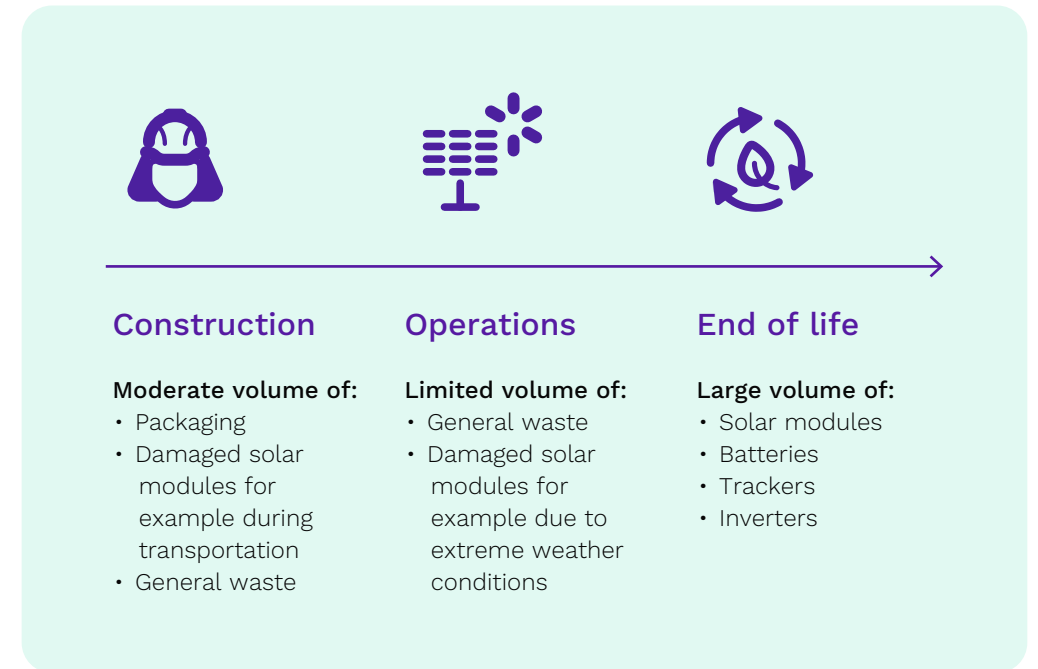 Construction
Moderate volume of:
• Packaging
• Damaged solar
modules for
example during
transportation
• General waste
Operations
Limited volume of:
• General waste
• Damaged solar
modules for
example due to
extreme weather
conditions
End of life
Large volume of:
• Solar modules
• Batteries
• Trackers
• Inverters